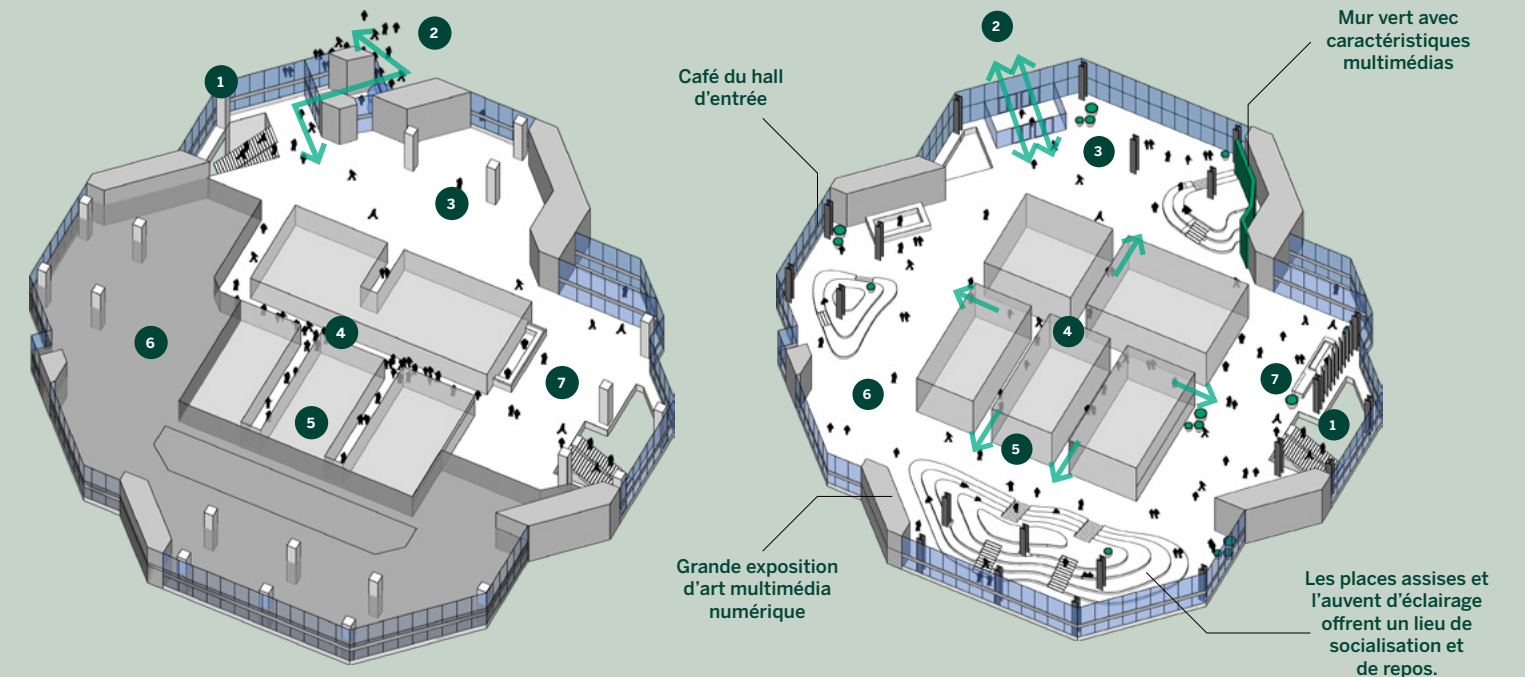 1
2
3
4
5
6
7
2
Café du hall
d'entrée
Mur vert avec
caractéristiques
multimédias
3
4
5
6
7
1
Grande exposition
d'art multimédia
numérique
Les places assises et
l'auvent d'éclairage
offrent un lieu de
socialisation et
de repos.